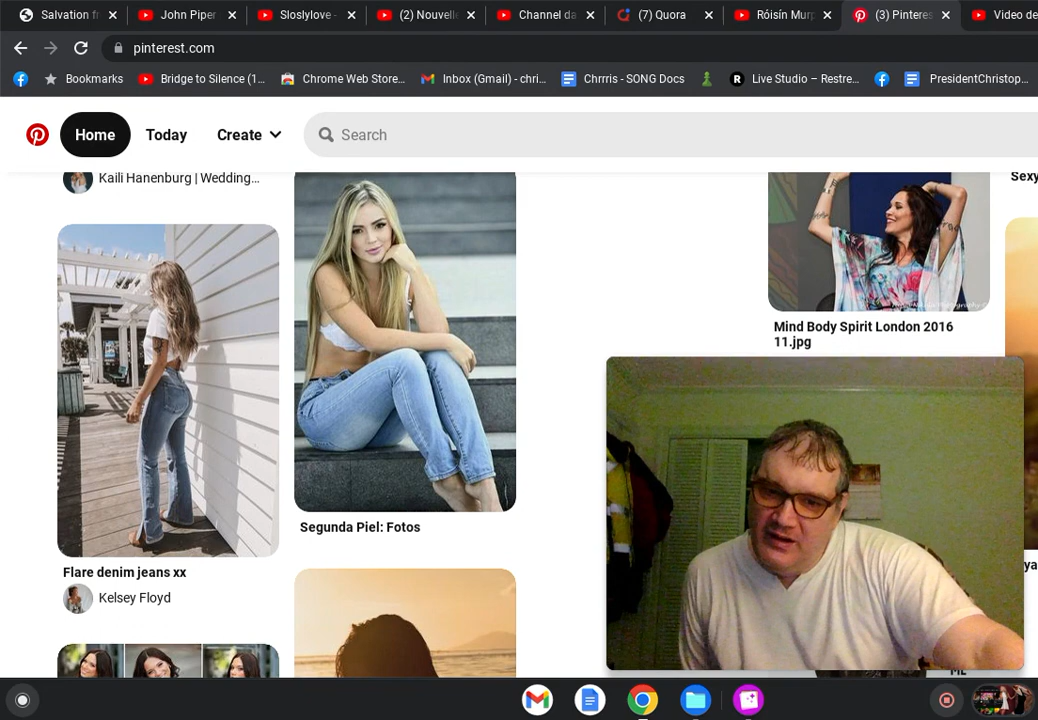 Salvation fr
John Piper
Sloslylove -
(2) Nouvelle
Channel da
(7) Quora
Róisín Murp
(3) Pinteres
Video de
pinterest.com
Bookmarks
Bridge to Silence (1...
Chrome Web Store...
Inbox (Gmail) - chri...
Chrrris - SONG Docs
R
Live Studio – Restre...
PresidentChristop...
Home
Today
Create
Search
Kaili Hanenburg | Wedding...
Sexy
Mind Body Spirit London 2016
11.jpg
Segunda Piel: Fotos
Flare denim jeans xx
Kelsey Floyd